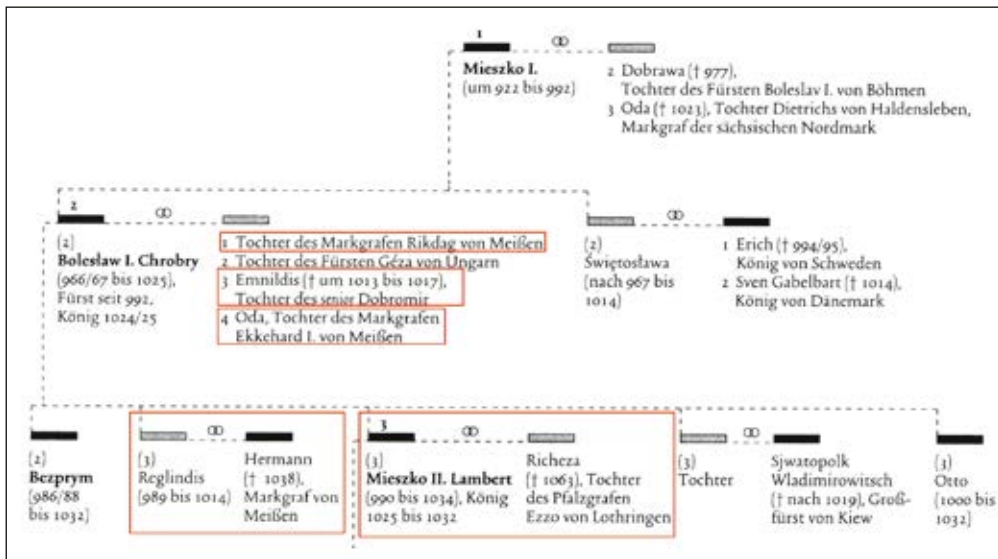 1
Mieszko I.
(um 922 bis 992)
2 Dobrawa († 977),
Tochter des Fürsten Boleslav I. von Böhmen
3 Oda († 1023), Tochter Dietrichs von Haldensleben,
Markgraf der sächsischen Nordmark
2
(2)
Bolesław I. Chrobry
(966/67 bis 1025),
Fürst seit 992,
König 1024/25
1 Tochter des Markgrafen Rikdag von Meißen
2 Tochter des Fürsten Géza von Ungarn
3 Emnildis († um 1013 bis 1017),
Tochter des senior Dobromir
4 Oda, Tochter des Markgrafen
Ekkehard I. von Meißen
(2)
Świętosława
(nach 967 bis
1014)
1 Erich († 994/95),
König von Schweden
2 Sven Gabelbart († 1014),
König von Dänemark
(2)
Bezprym
(986/88
bis 1032)
(3)
Reglindis
(989 bis 1014)
Hermann
(† 1038),
Markgraf von
Meißen
3
(3)
Mieszko II. Lambert
(990 bis 1034), König
1025 bis 1032
Richeza
(† 1063), Tochter
des Pfalzgrafen
Ezzo von Lothringen
(3)
Tochter
Sjwatopolk
Wladimirowitsch
(† nach 1019), Groß-
fürst von Kiew
(3)
Otto
(1000 bis
1032)